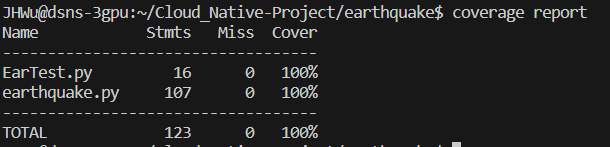 JHWu@dsns-3gpu:~/Cloud_Native-Project/earthquake$ coverage report
Name            Stmts   Miss  Cover
-----------------------------------
EarTest.py         16      0   100%
earthquake.py     107      0   100%
-----------------------------------
TOTAL             123      0   100%